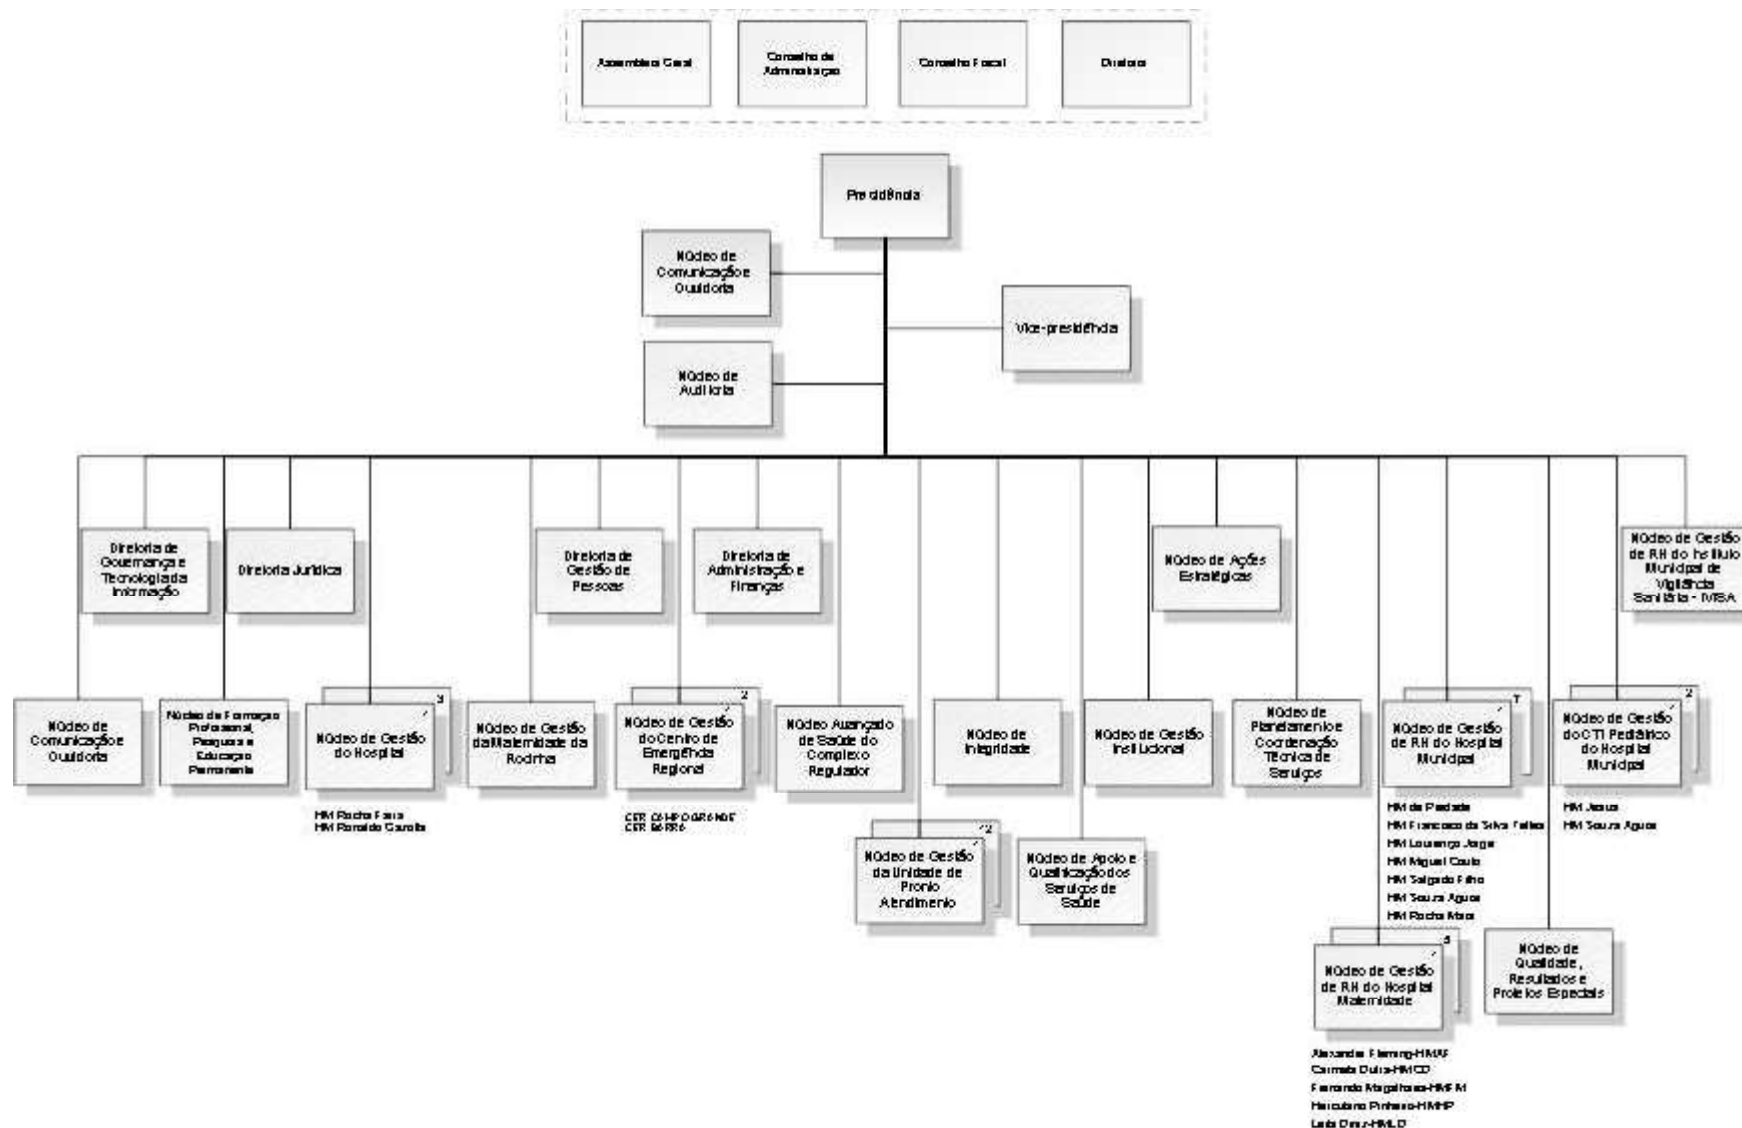 Assembleia Geral
Conselho de
Administração
Conselho Fiscal
Diretoria
Presidência
Núcleo de
Comunicação e
Ouvidoria
Vice-presidência
Núcleo de
Auditoria
Diretoria de
Governança e
Tecnologia da
Informação
Diretoria Jurídica
Diretoria de
Gestão de
Pessoas
Diretoria de
Administração e
Finanças
Núcleo de Ações
Estratégicas
Núcleo de Gestão
de RH do Instituto
Municipal de
Vigilância
Sanitária - IVISA
Núcleo de
Comunicação e
Ouvidoria
Núcleo de Formação
Profissional,
Pesquisa e
Educação
Permanente
3
Núcleo de Gestão
do Hospital
HM Rocha Faria
HM Ronaldo Gazolla
Núcleo de Gestão
da Maternidade da
Rocinha
2
Núcleo de Gestão
do Centro de
Emergência
Regional
CER CAMPO GRANDE
CER BARRA
Núcleo Avançado
de Saúde do
Complexo
Regulador
Núcleo de
Integridade
Núcleo de Gestão
Institucional
Núcleo de
Planejamento e
Coordenação
Técnica de
Serviços
7
Núcleo de Gestão
de RH do Hospital
Municipal
HM da Piedade
HM Francisco da Silva Telles
HM Lourenço Jorge
HM Miguel Couto
HM Salgado Filho
HM Souza Aguiar
HM Rocha Maia
2
Núcleo de Gestão
do CTI Pediátrico
do Hospital
Municipal
HM Jesus
HM Souza Aguiar
12
Núcleo de Gestão
da Unidade de
Pronto
Atendimento
Núcleo de Apoio e
Qualificação dos
Serviços de
Saúde
5
Núcleo de Gestão
de RH do Hospital
Maternidade
Alexandre Fleming-HMAF
Carmela Dutra-HMCD
Fernando Magalhães-HMFM
Herculano Pinheiro-HMHP
Leila Diniz-HMLD
Núcleo de
Qualidade,
Resultados e
Projetos Especiais